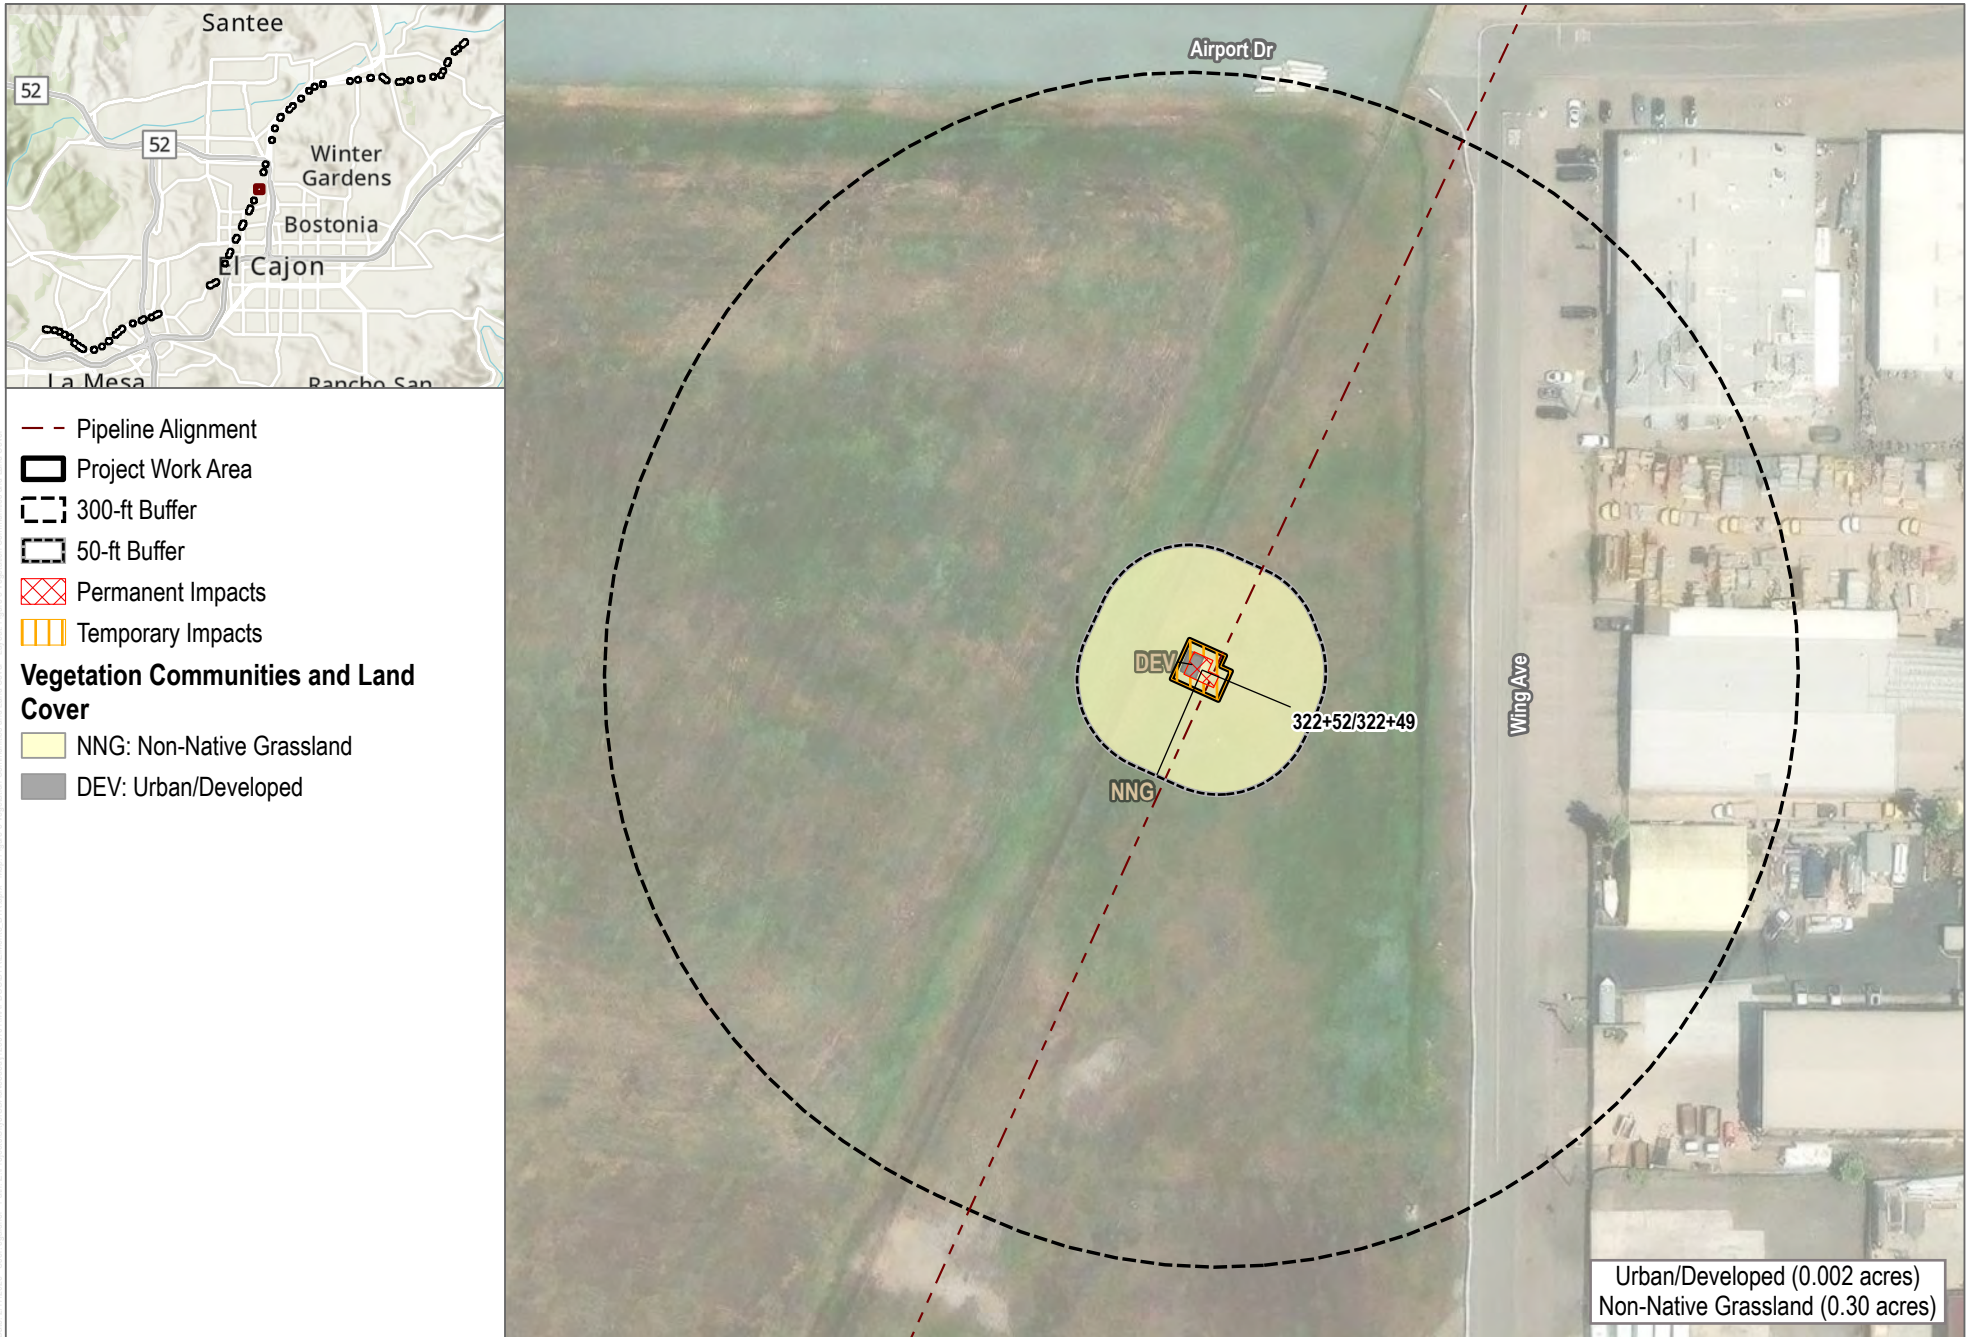 Santee
52
52
Winter
Gardens
Bostonia
El Cajon
La Mesa
Rancho San
Pipeline Alignment
Project Work Area
300-ft Buffer
50-ft Buffer
Permanent Impacts
Temporary Impacts
Vegetation Communities and Land
Cover
NNG: Non-Native Grassland
DEV: Urban/Developed
Airport Dr
DEV
322+52/322+49
NNG
Wing Ave
Urban/Developed (0.002 acres)
Non-Native Grassland (0.30 acres)